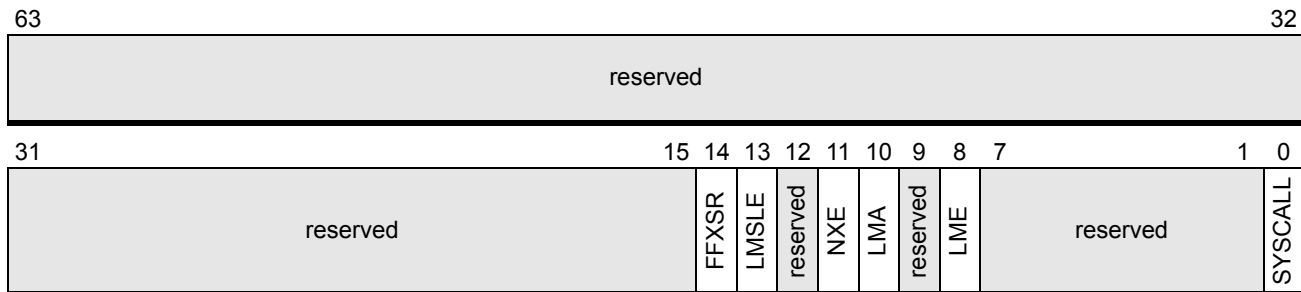 63 32
reserved
31 15 14 13 12 11 10 9 8 7 1 0
reserved FFXSR LMSLE reserved NXE LMA reserved LME reserved SYSCALL